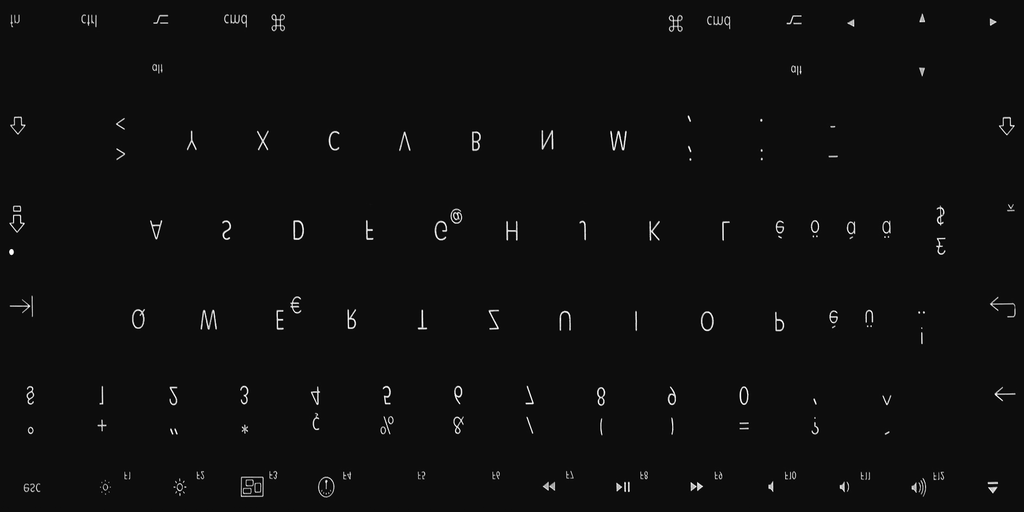 esc F1 F2 F3 F4 F5 F6 F7 F8 F9 F10 F11 F12
° + " * ç % & / ( ) = ? `
§ 1 2 3 4 5 6 7 8 9 0 ' ^
!
Q W E € R T Z U I O P è ü ¨
£
A S D F G @ H J K L é ö à ä $
> ; : _
< Y X C V B N M , . -
alt alt
fn ctrl ⌥ cmd ⌘ ⌘ cmd ⌥